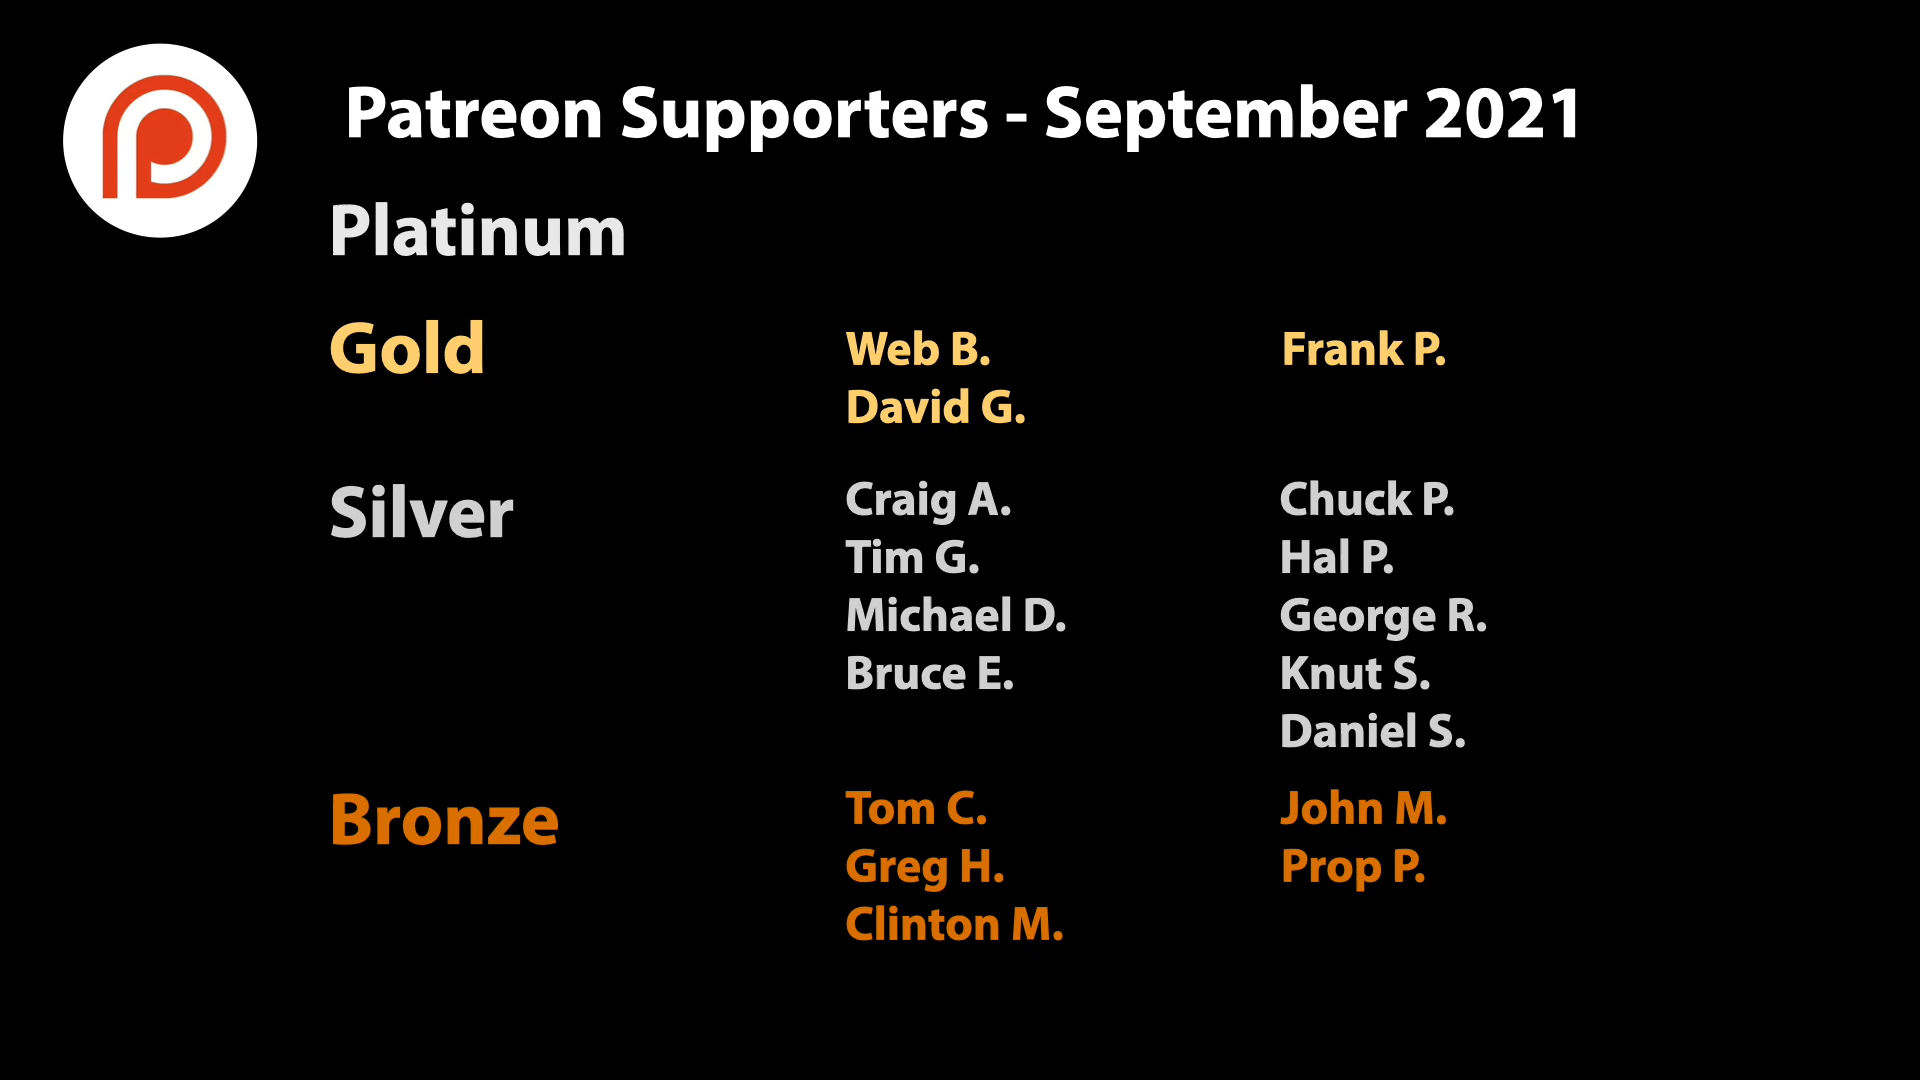 Patreon Supporters - September 2021
Platinum
Gold
Web B.
Frank P.
David G.
Silver
Craig A.
Chuck P.
Tim G.
Hal P.
Michael D.
George R.
Bruce E.
Knut S.
Daniel S.
Bronze
Tom C.
John M.
Greg H.
Prop P.
Clinton M.